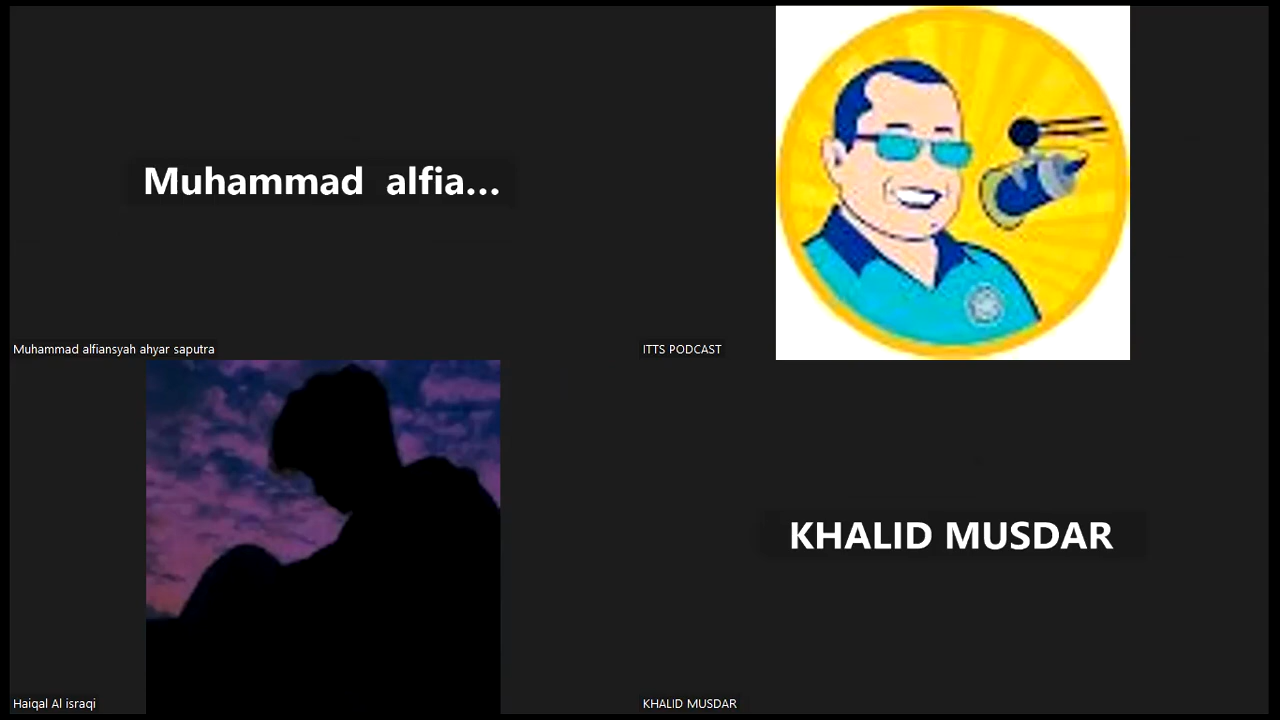 Muhammad alfia...
Muhammad alfiansyah ahyar saputra
ITTS PODCAST
Haiqal Al israqi
KHALID MUSDAR
KHALID MUSDAR